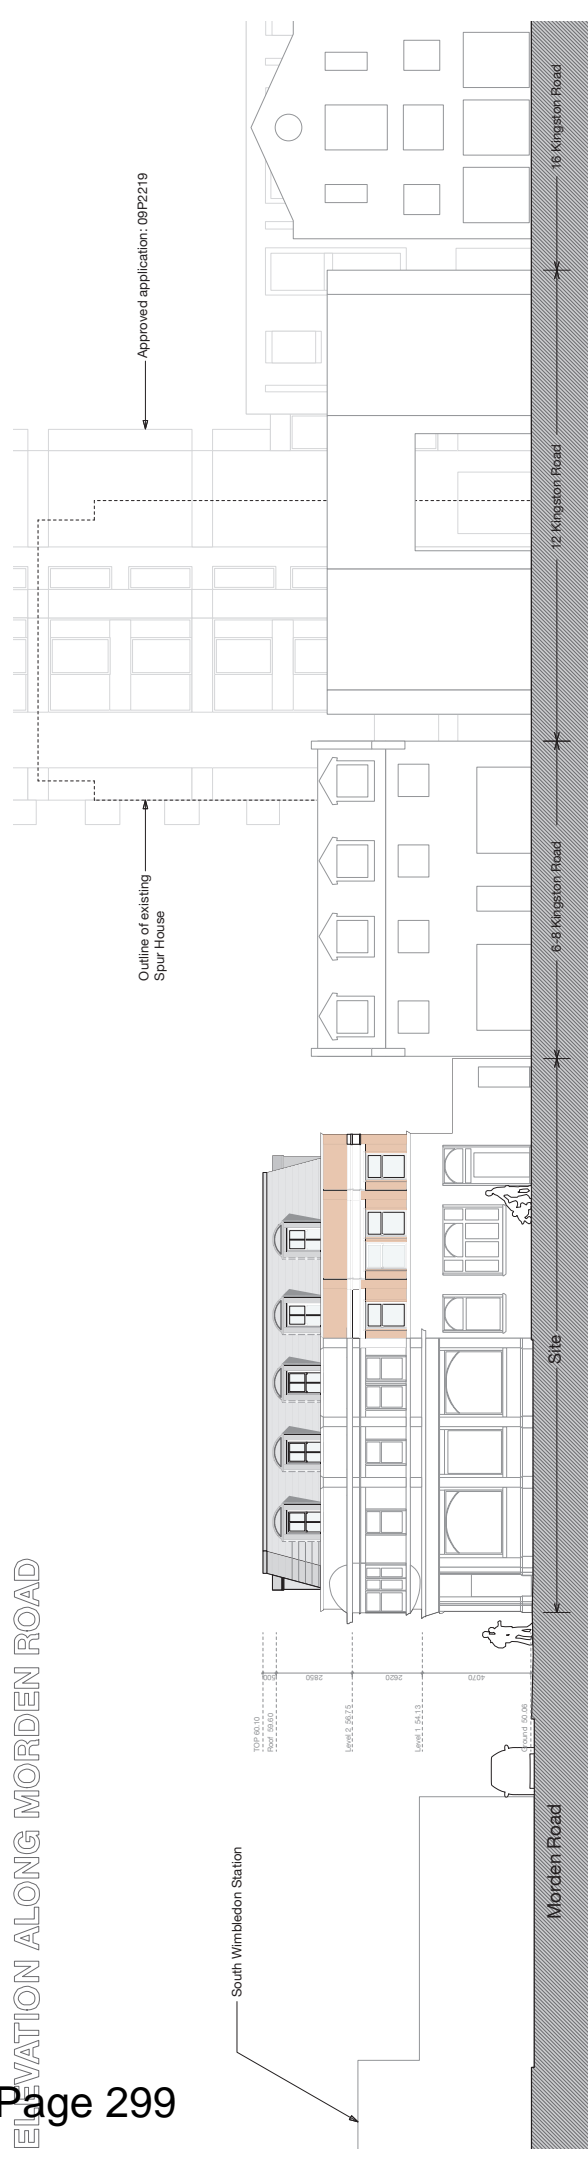 ELEVATION ALONG MORDEN ROAD
South Wimbledon Station
Outline of existing
Spur House
Approved application: 09P2219
TOP 60.10
Roof 59.60
Level 2 56.75
Level 1 54.13
Ground 50.06
500
2850
2620
4070
Morden Road
Site
6-8 Kingston Road
12 Kingston Road
16 Kingston Road
Page 299